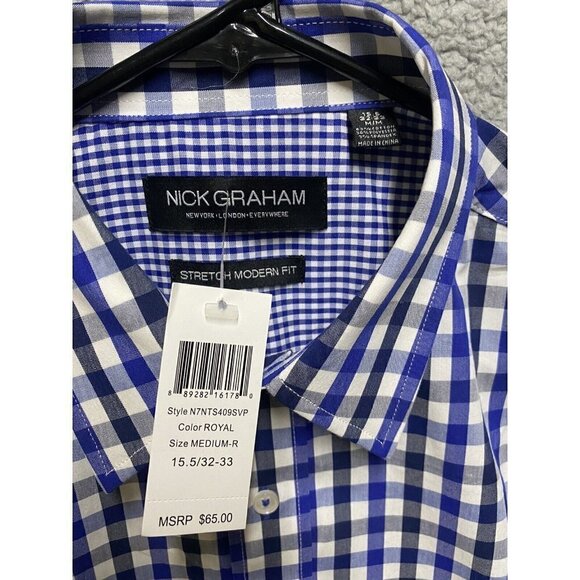 M/M
MADE IN CHINA
NICK GRAHAM
NEW YORK • LONDON • EVERYWHERE
STRETCH MODERN FIT
8 89282 16178 0
Style N7NTS409SVP
Color ROYAL
Size MEDIUM-R
15.5/32-33
MSRP $65.00